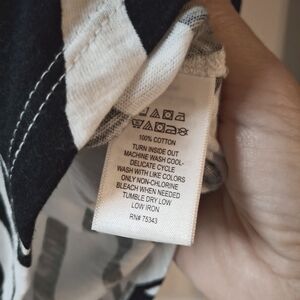 100% COTTON
TURN INSIDE OUT
MACHINE WASH COOL-
DELICATE CYCLE
WASH WITH LIKE COLORS
ONLY NON-CHLORINE
BLEACH WHEN NEEDED
TUMBLE DRY LOW
LOW IRON
RN# 75343